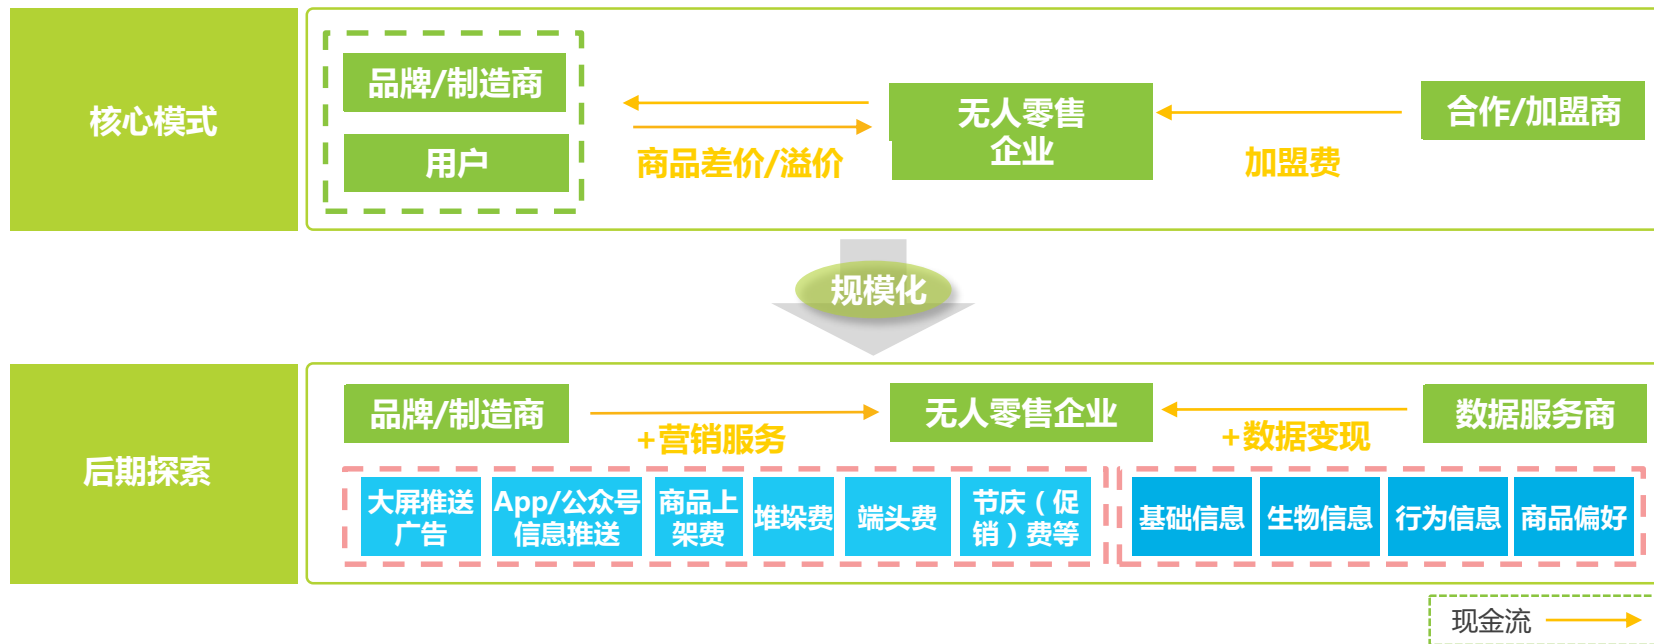 核心模式
品牌/制造商
用户
商品差价/溢价
无人零售
企业
加盟费
合作/加盟商
规模化
后期探索
品牌/制造商
+营销服务
无人零售企业
+数据变现
数据服务商
大屏推送
广告
App/公众号
信息推送
商品上
架费
堆垛费
端头费
节庆（促
销）费等
基础信息
生物信息
行为信息
商品偏好
现金流